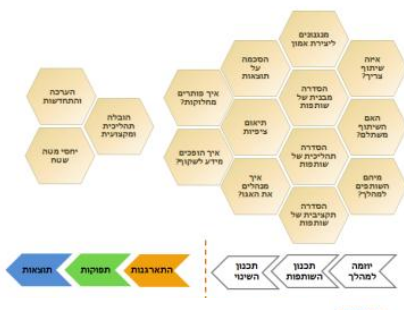 מנגנונים
ליצירת אמון
איזה
שיתוף
צריך?
הסכמה
על
תוצאות
הסדרה
מבנית של
שותפות
איך פותרים
מחלוקות?
האם
השיתוף
משתלם?
תיאום
ציפיות
הסדרה
תהליכית של
שותפות
איך הופכים
מידע לשקוף?
מיהם
השותפים
למהלך?
איך
מנהלים
את האגו?
הסדרה
תקציבית של
שותפות
הערכה
והתחדשות
הובלה
תהליכית
ומקצועית
יחסי מטה
שטח
יוזמה
למהלך
תכנון
השותפות
תכנון
השינוי
התארגנות
תפוקות
תוצאות